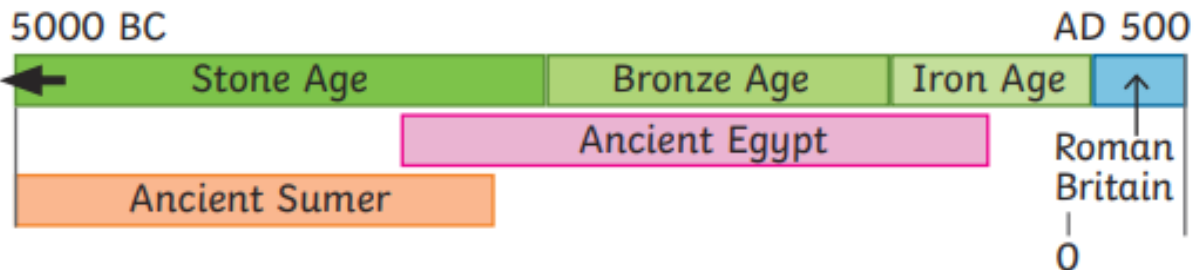 5000 BC AD 500
Stone Age Bronze Age Iron Age
Ancient Egypt
Roman
Britain
Ancient Sumer
0